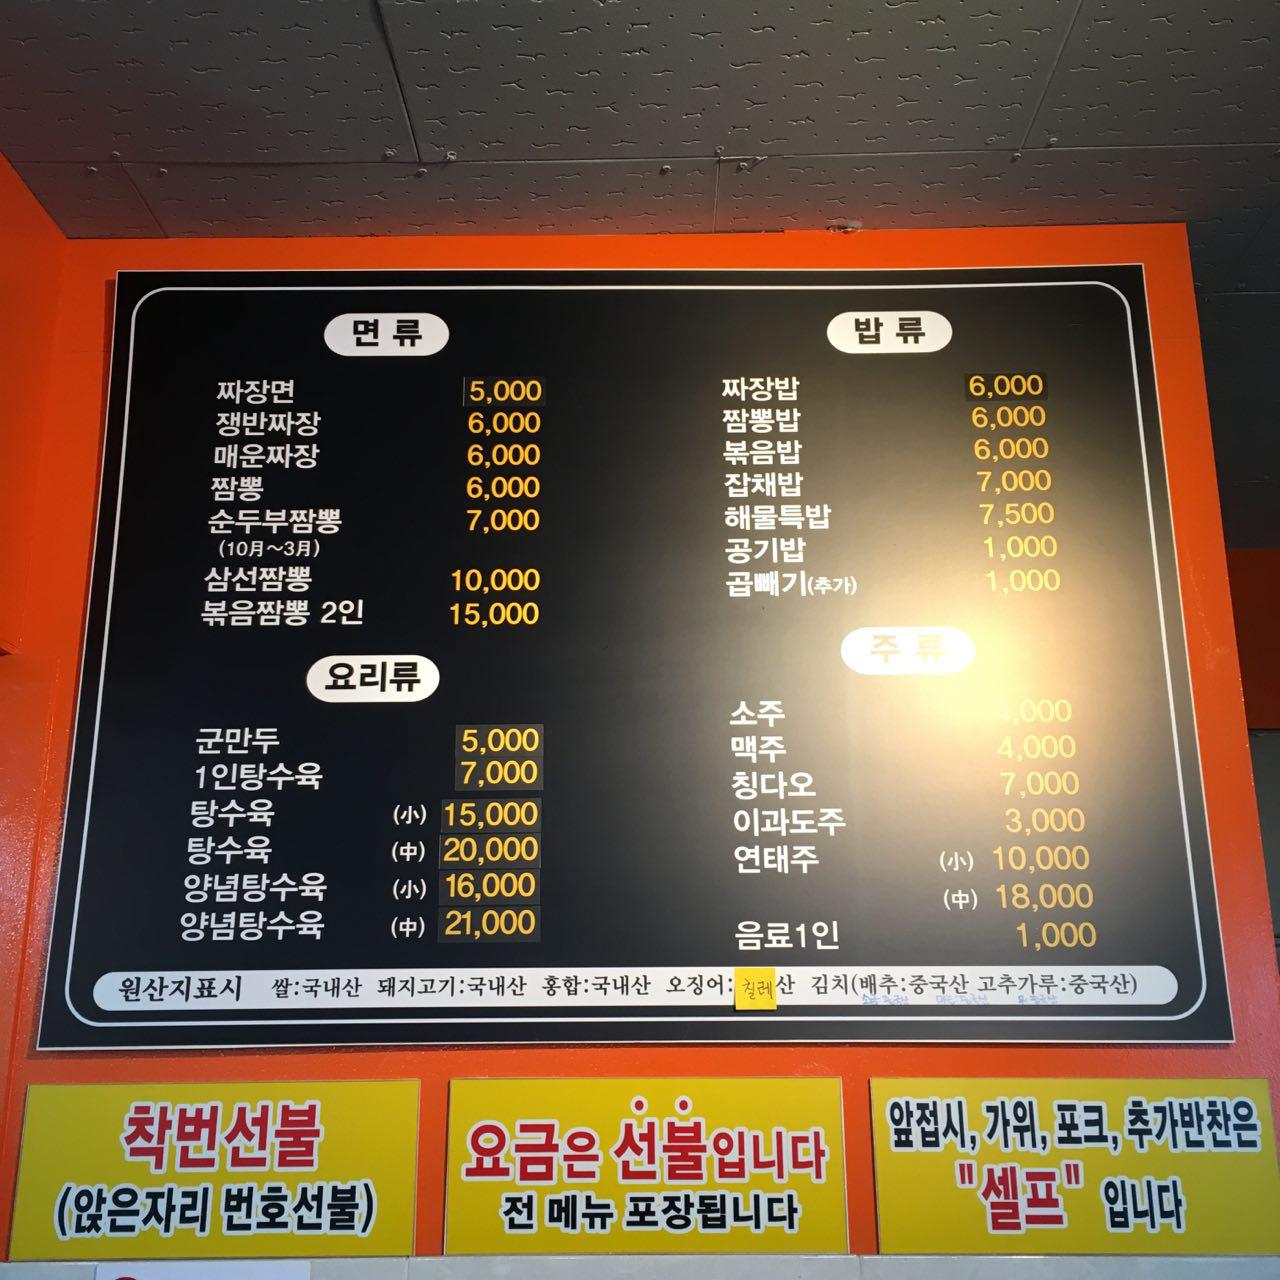 면류
짜장면 5,000
쟁반짜장 6,000
매운짜장 6,000
짬뽕 6,000
순두부짬뽕 7,000
(10月~3月)
삼선짬뽕 10,000
볶음짬뽕 2인 15,000
요리류
군만두 5,000
1인탕수육 7,000
탕수육 (小) 15,000
탕수육 (中) 20,000
양념탕수육 (小) 16,000
양념탕수육 (中) 21,000
밥류
짜장밥 6,000
짬뽕밥 6,000
볶음밥 6,000
잡채밥 7,000
해물특밥 7,500
공기밥 1,000
곱빼기(추가) 1,000
주류
소주
맥주 4,000
칭다오 7,000
이과도주 3,000
연태주 (小) 10,000
(中) 18,000
음료1인 1,000
원산지표시 쌀:국내산 돼지고기:국내산 홍합:국내산 오징어:칠레산 김치(배추:중국산 고추가루:중국산)
착번선불
(앉은자리 번호선불)
요금은 선불입니다
전 메뉴 포장됩니다
앞접시, 가위, 포크, 추가반찬은
"셀프" 입니다